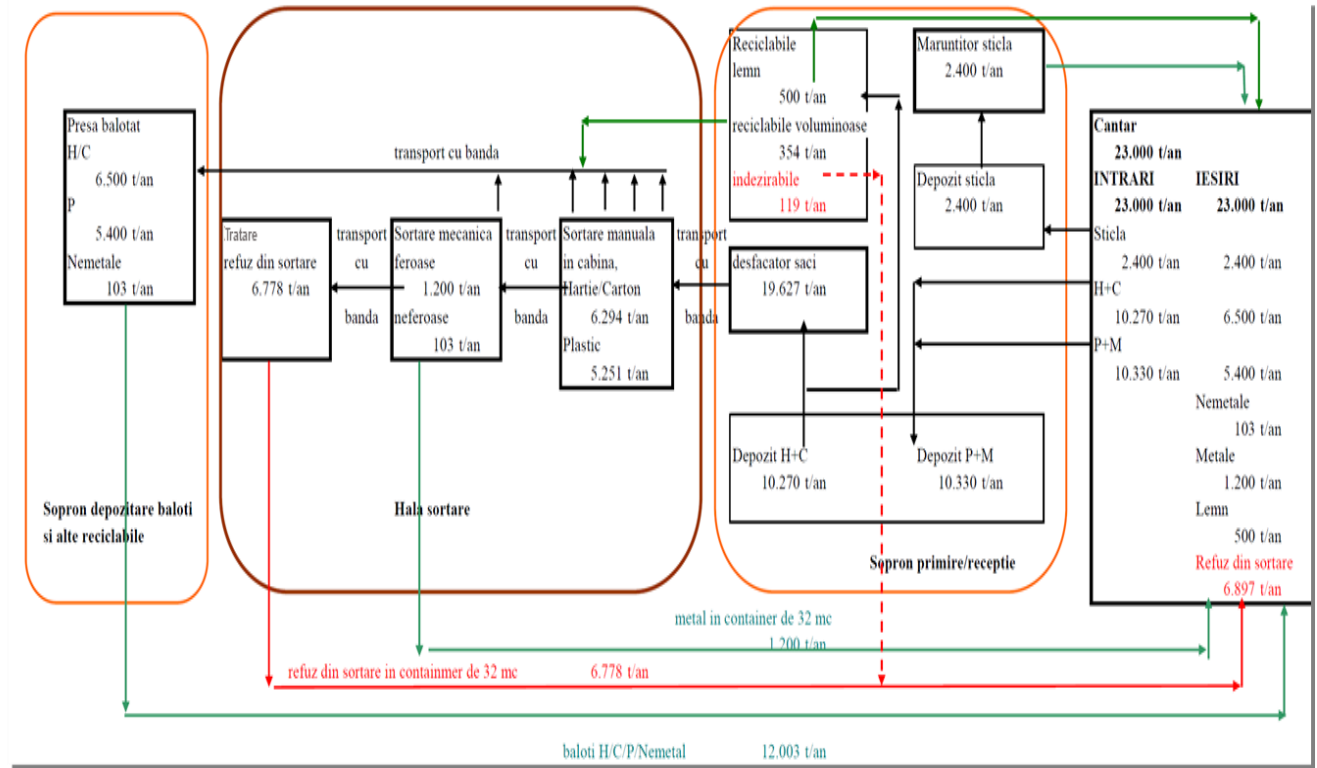 Presa balotat
H/C
6.500 t/an
P
5.400 t/an
Nemetale
103 t/an
Sopron depozitare baloti
si alte reciclabile
transport cu banda
.Tratare
refuz din sortare
6.778 t/an
transport
cu
banda
Sortare mecanica
feroase
1.200 t/an
neferoase
103 t/an
transport
cu
banda
Sortare manuala
in cabina,
Hartie/Carton
6.294 t/an
Plastic
5.251 t/an
transport
cu
banda
Hala sortare
Reciclabile
lemn
500 t/an
reciclabile voluminoase
354 t/an
indezirabile
119 t/an
desfacator saci
19.627 t/an
Maruntitor sticla
2.400 t/an
Depozit sticla
2.400 t/an
Depozit H+C
10.270 t/an
Depozit P+M
10.330 t/an
Sopron primire/receptie
Cantar
23.000 t/an
INTRARI IESIRI
23.000 t/an 23.000 t/an
Sticla
2.400 t/an 2.400 t/an
H+C
10.270 t/an 6.500 t/an
P+M
10.330 t/an 5.400 t/an
Nemetale
103 t/an
Metale
1.200 t/an
Lemn
500 t/an
Refuz din sortare
6.897 t/an
metal in container de 32 mc
1.200 t/an
refuz din sortare in containmer de 32 mc 6.778 t/an
baloti H/C/P/Nemetal 12.003 t/an